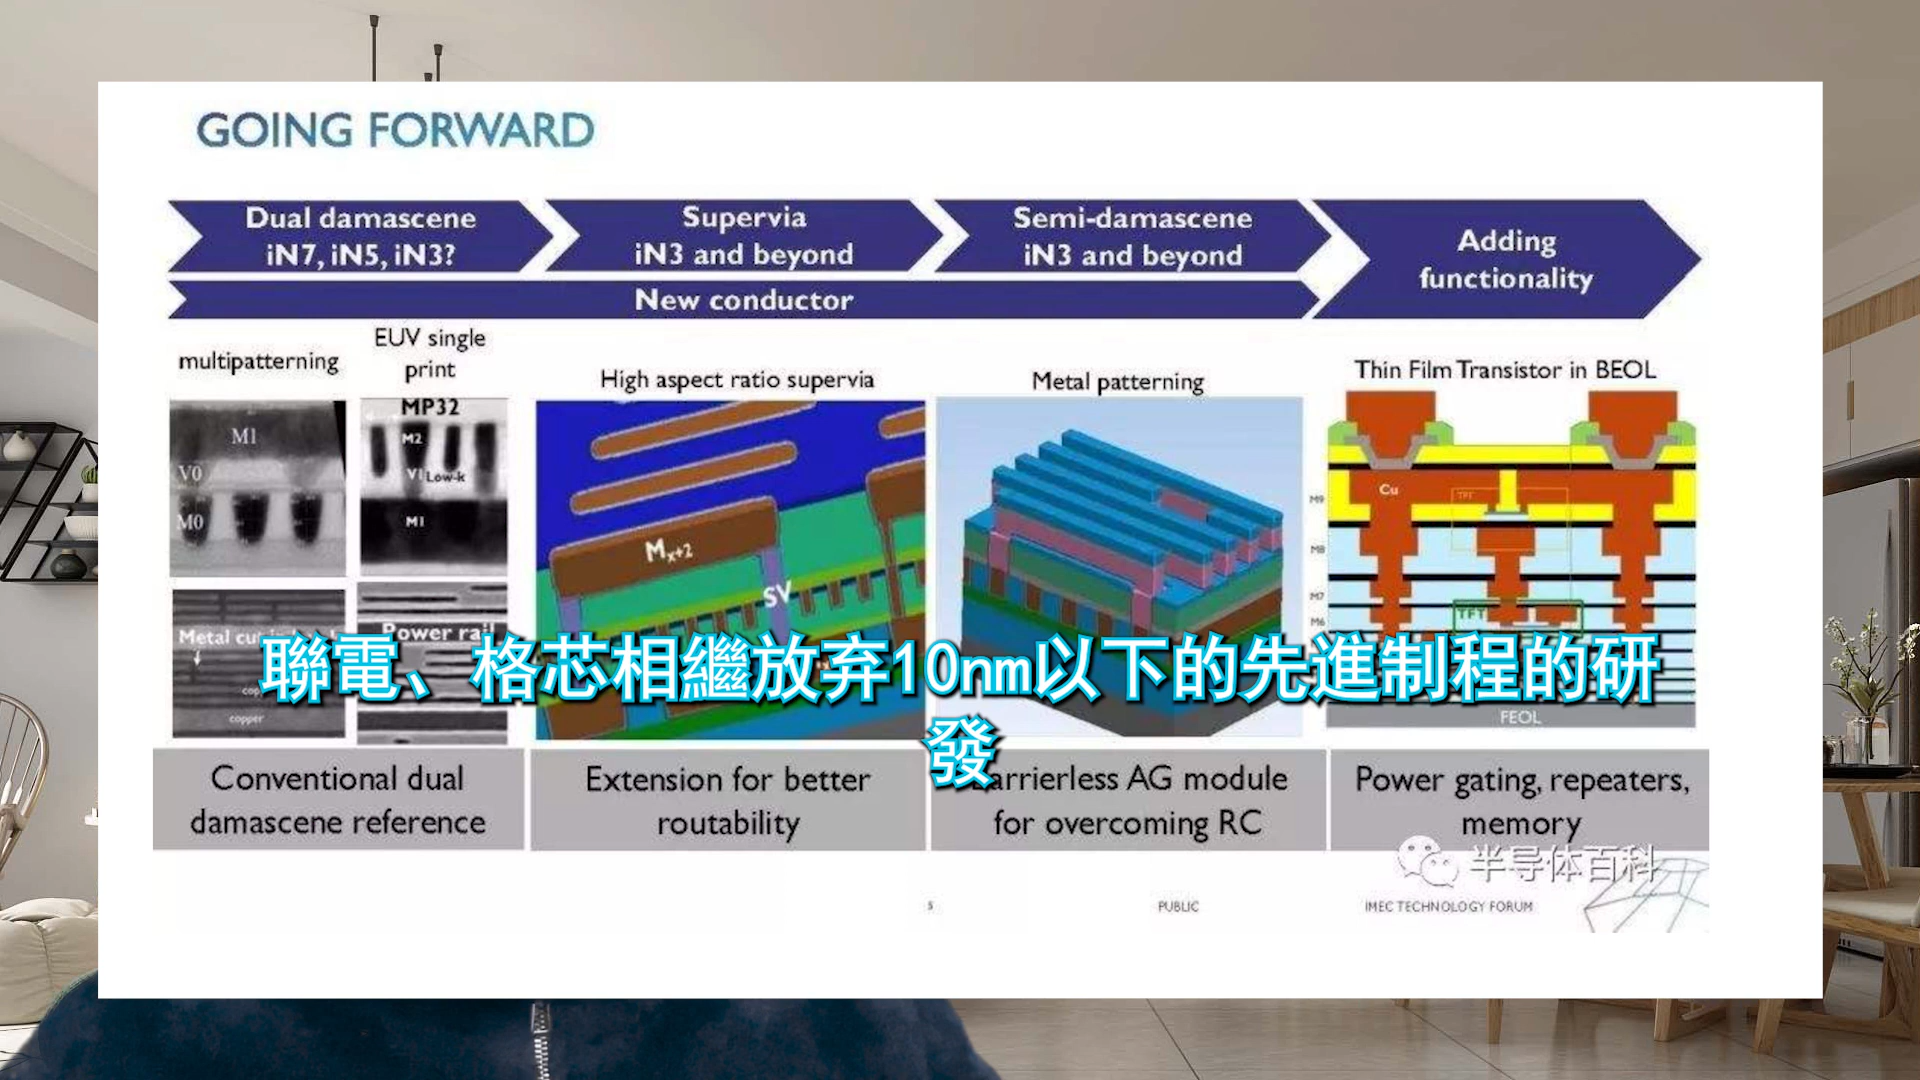 GOING FORWARD
Dual damascene
iN7, iN5, iN3?
Supervia
iN3 and beyond
Semi-damascene
iN3 and beyond
Adding
functionality
New conductor
multipatterning
EUV single
print
High aspect ratio supervia
Metal patterning
Thin Film Transistor in BEOL
M1
V0
M0
MP32
M2
V1
Low-k
M1
Mx+2
SV
Cu
TFT
M9
M8
M7
M6
TFT
Metal cut
Power rail
copper
FEOL
聯電、格芯相繼放弃10nm以下的先進制程的研
發
Conventional dual
damascene reference
Extension for better
routability
arrierless AG module
for overcoming RC
Power gating, repeaters,
memory
半导体百科
5
PUBLIC
IMEC TECHNOLOGY FORUM